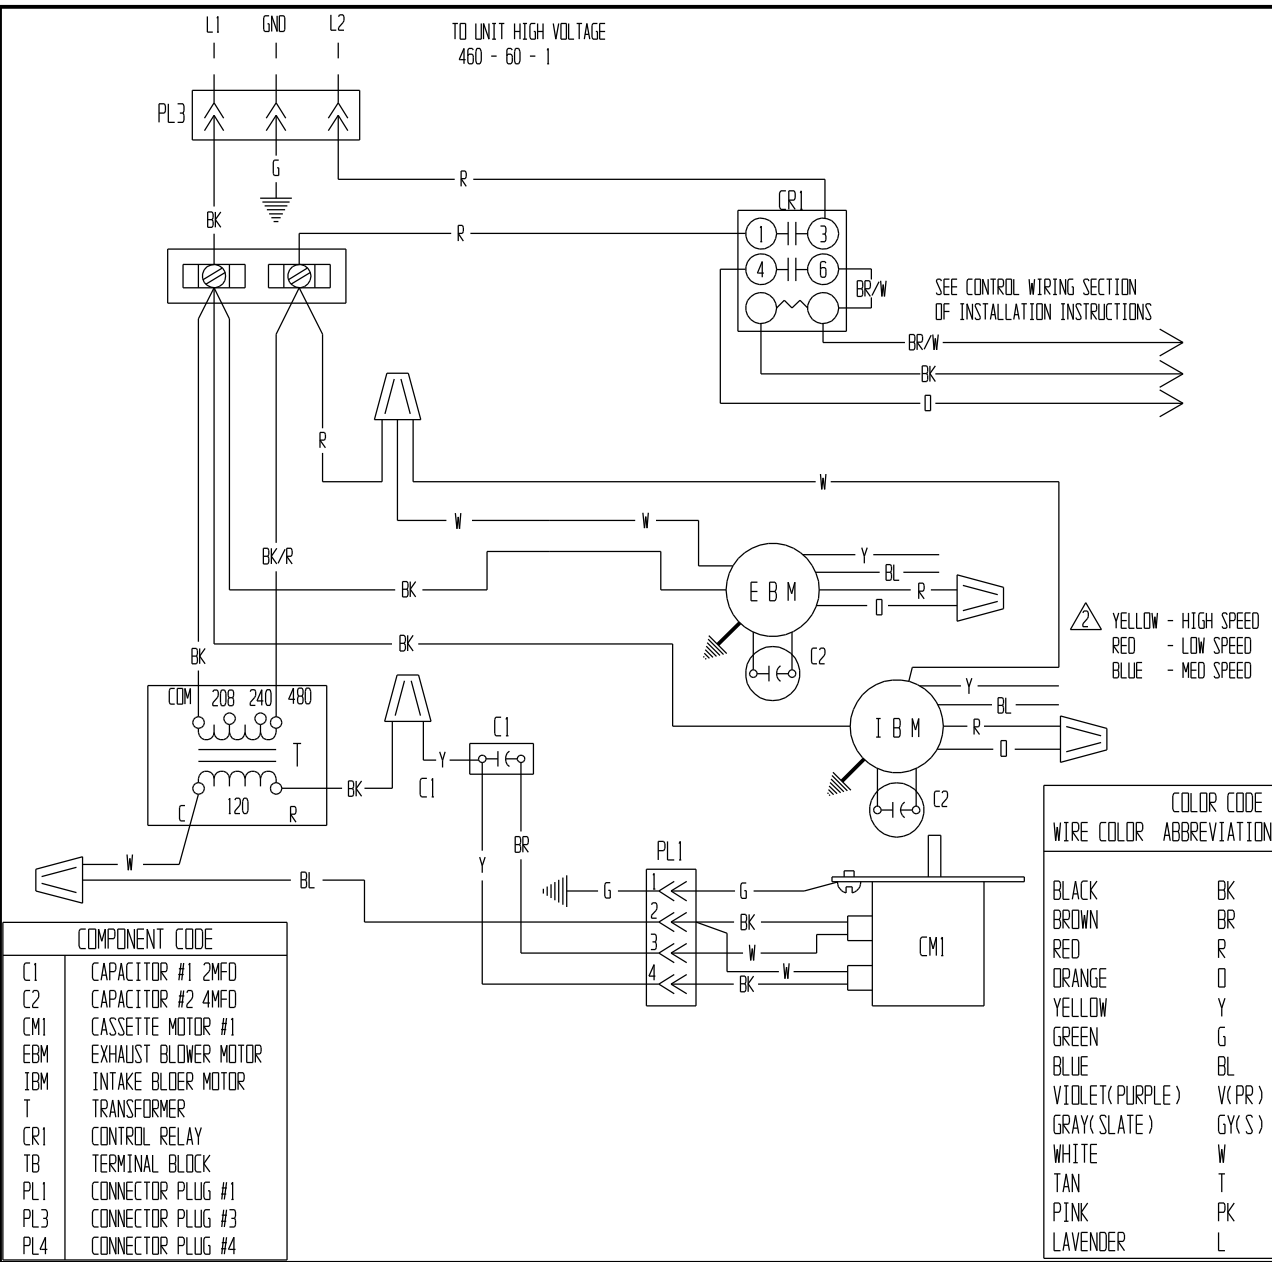 L1 GND L2
TO UNIT HIGH VOLTAGE
460 - 60 - 1
PL3
G
R
BK
CR1
R
1 3
4 6
BR/W
SEE CONTROL WIRING SECTION
OF INSTALLATION INSTRUCTIONS
BR/W
BK
O
R
W
W W
BK/R
Y
BL
EBM
R
BK
O
2 YELLOW - HIGH SPEED
RED - LOW SPEED
BLUE - MED SPEED
BK
BK
C2
COM 208 240 480
Y
BL
IBM
R
O
C1
T
Y
BK
C1
C2
C 120 R
COLOR CODE
WIRE COLOR ABBREVIATION
BR
PL1
W
Y
BL
1
G
G
2
BK
3
W
W
4
BK
CM1
BLACK BK
BROWN BR
RED R
ORANGE O
YELLOW Y
GREEN G
BLUE BL
VIOLET(PURPLE) V(PR)
GRAY(SLATE) GY(S)
WHITE W
TAN T
PINK PK
LAVENDER L
COMPONENT CODE
C1 CAPACITOR #1 2MFD
C2 CAPACITOR #2 4MFD
CM1 CASSETTE MOTOR #1
EBM EXHAUST BLOWER MOTOR
IBM INTAKE BLOER MOTOR
T TRANSFORMER
CR1 CONTROL RELAY
TB TERMINAL BLOCK
PL1 CONNECTOR PLUG #1
PL3 CONNECTOR PLUG #3
PL4 CONNECTOR PLUG #4